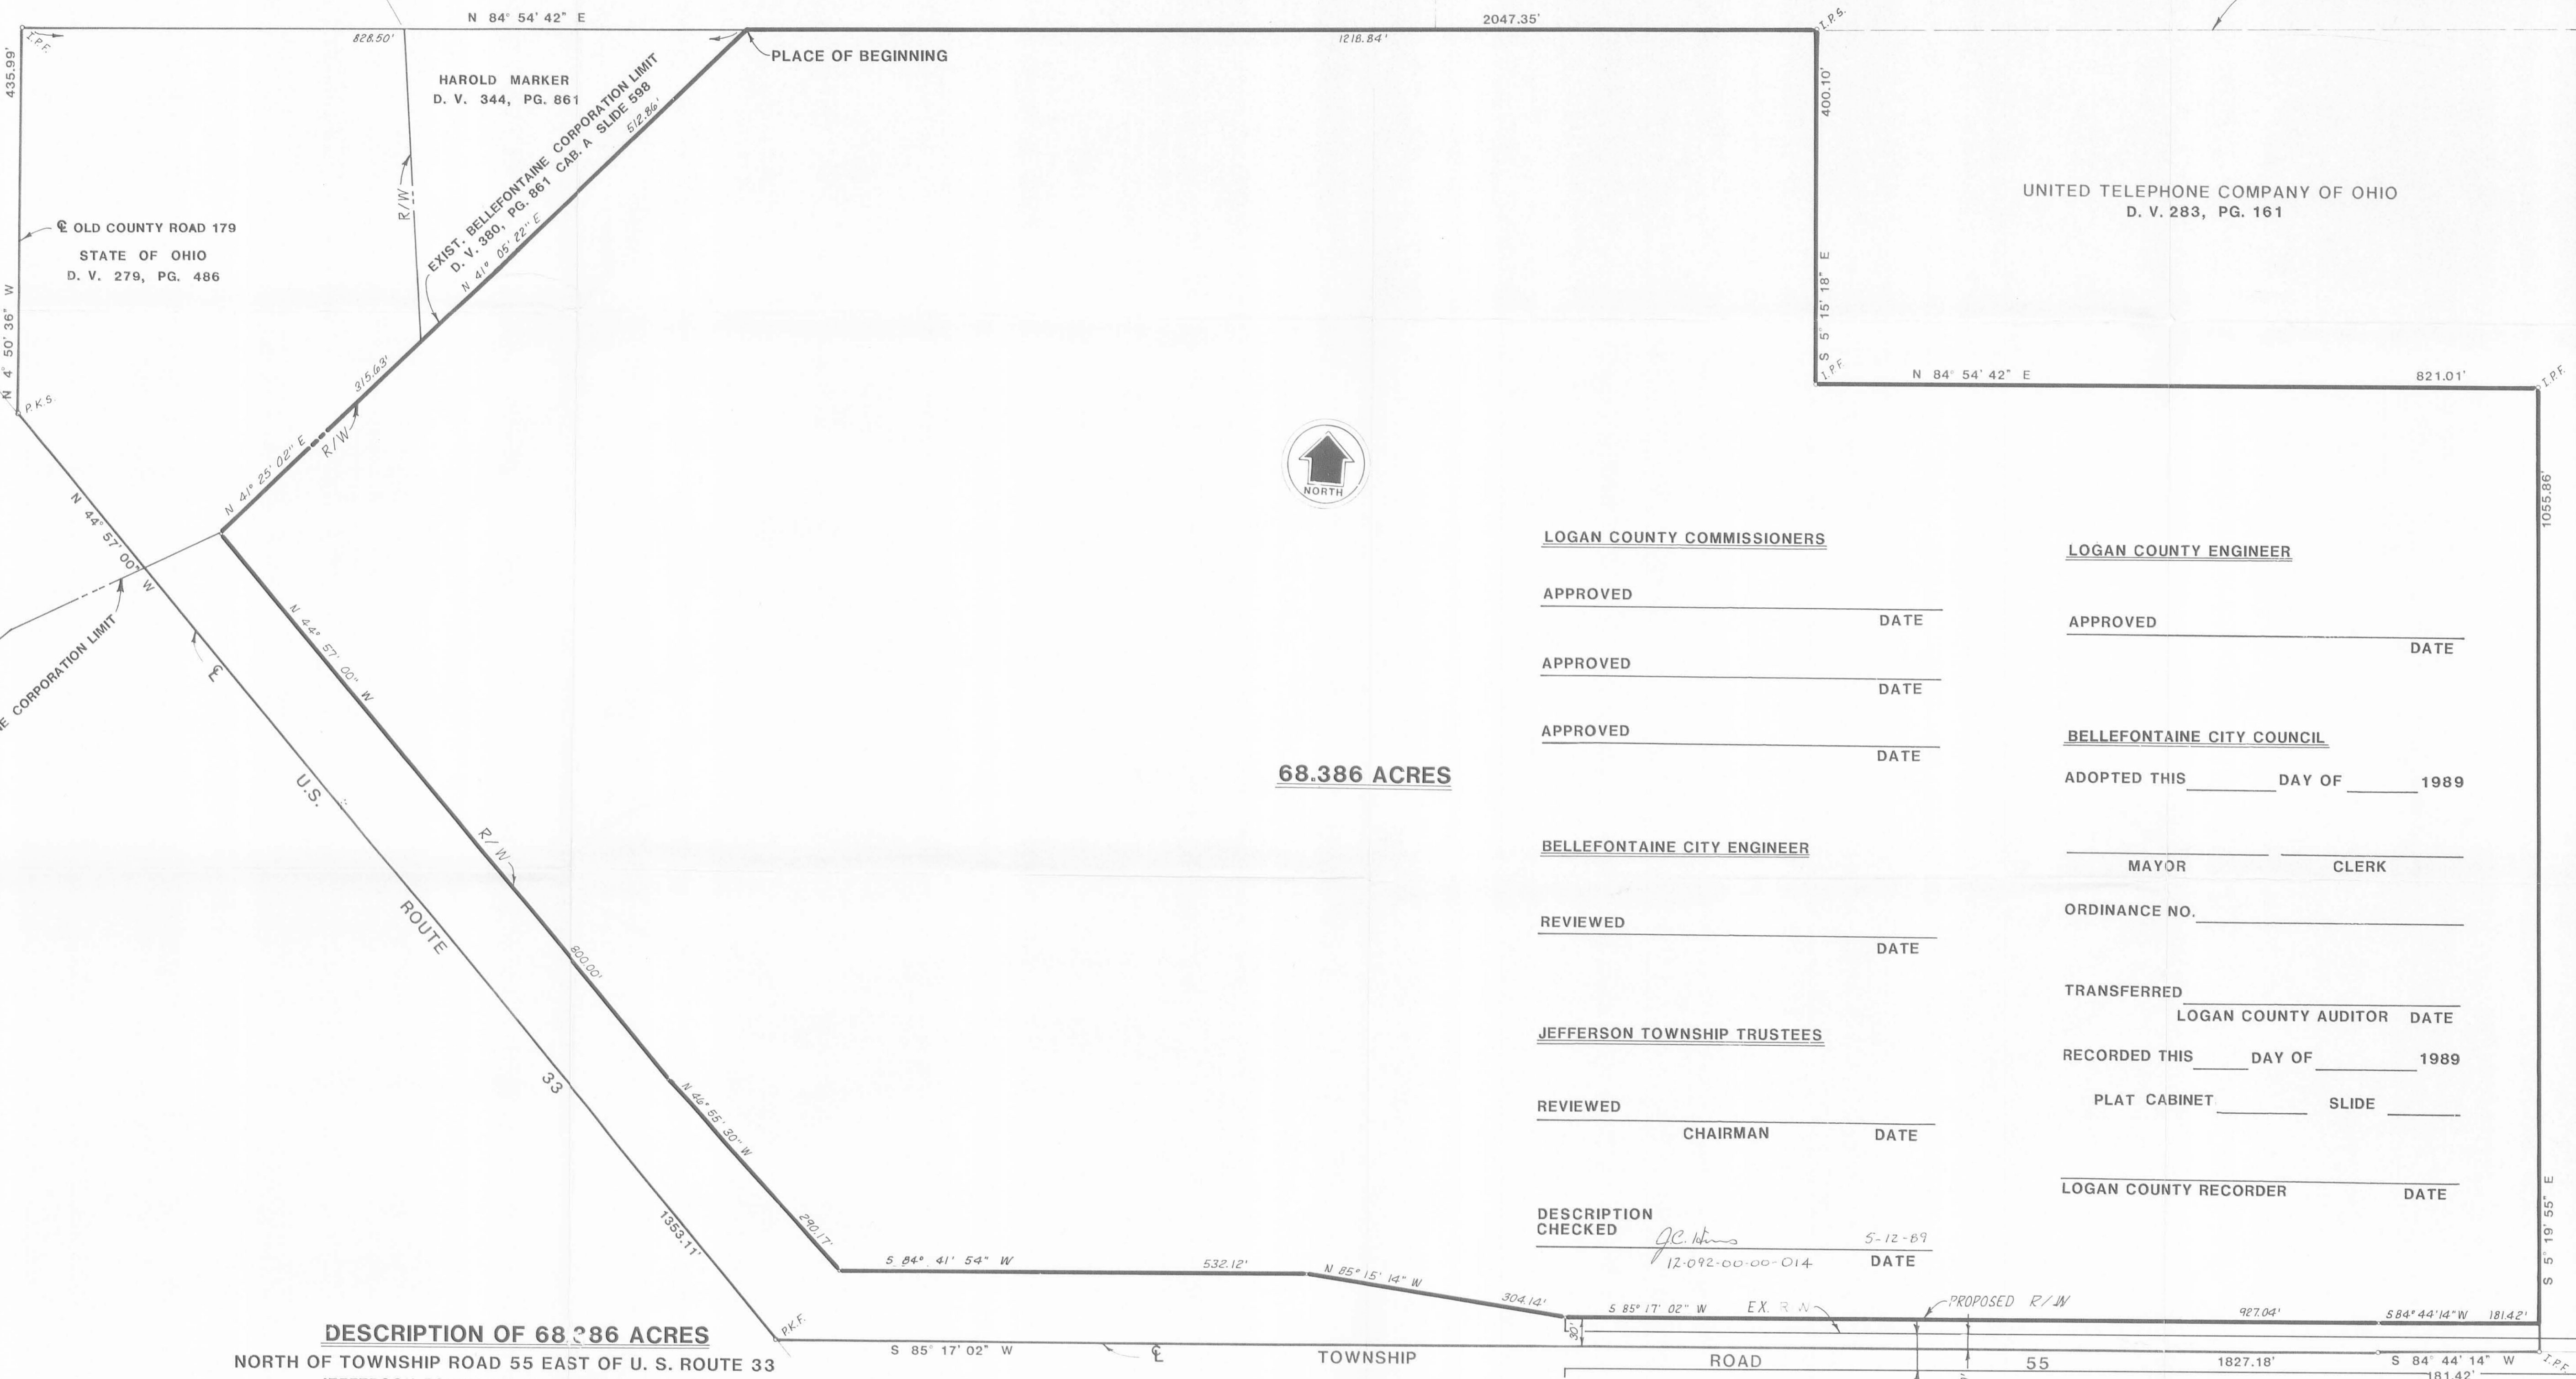 N 84° 54' 42" E
2047.35'
I.P.F.
828.50'
1218.84'
I.P.S.
PLACE OF BEGINNING
435.99'
HAROLD MARKER
D. V. 344, PG. 861
EXIST. BELLEFONTAINE CORPORATION LIMIT
D. V. 380, PG. 861 CAB. A SLIDE 598
512.86'
N 41° 05' 22" E
R/W
400.10'
S 5° 15' 18" E
UNITED TELEPHONE COMPANY OF OHIO
D. V. 283, PG. 161
℄ OLD COUNTY ROAD 179
STATE OF OHIO
D. V. 279, PG. 486
N 4° 50' 36" W
P.K.S.
315.63'
R/W
N 41° 25' 02" E
I.P.F.
N 84° 54' 42" E
821.01'
I.P.F.
NORTH
1055.86'
N 44° 57' 00" W
CORPORATION LIMIT
℄
N 44° 57' 00" W
LOGAN COUNTY COMMISSIONERS
APPROVED
DATE
APPROVED
DATE
APPROVED
DATE
LOGAN COUNTY ENGINEER
APPROVED
DATE
68.386 ACRES
BELLEFONTAINE CITY COUNCIL
ADOPTED THIS DAY OF 1989
MAYOR CLERK
ORDINANCE NO.
BELLEFONTAINE CITY ENGINEER
REVIEWED
DATE
TRANSFERRED
LOGAN COUNTY AUDITOR DATE
RECORDED THIS DAY OF 1989
PLAT CABINET SLIDE
LOGAN COUNTY RECORDER DATE
JEFFERSON TOWNSHIP TRUSTEES
REVIEWED
CHAIRMAN DATE
DESCRIPTION
CHECKED
J.C. 5-12-89
12-092-00-00-014 DATE
U.S.
ROUTE
33
R/W
800.00'
N 46° 55' 30" W
290.17'
1353.11'
S 5° 19' 55" E
S 84° 41' 54" W
532.12'
N 85° 15' 14" W
304.14'
S 85° 17' 02" W
EX. R W
PROPOSED R/W
927.04'
S 84° 44' 14" W 181.42'
30'
P.K.F.
S 85° 17' 02" W
℄
TOWNSHIP
ROAD
55
1827.18'
S 84° 44' 14" W
181.42'
I.P.F.
DESCRIPTION OF 68.386 ACRES
NORTH OF TOWNSHIP ROAD 55 EAST OF U. S. ROUTE 33